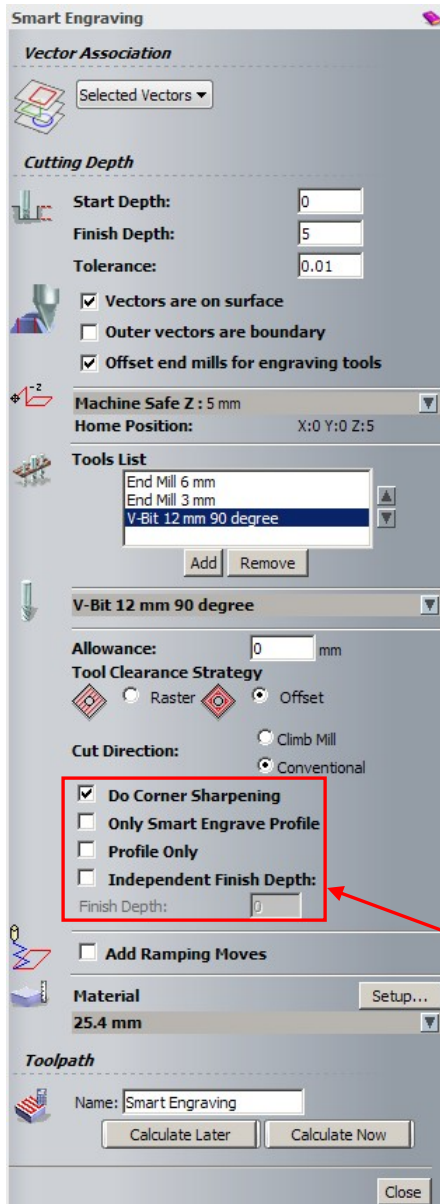 Smart Engraving
Vector Association
Selected Vectors
Cutting Depth
Start Depth: 0
Finish Depth: 5
Tolerance: 0.01
Vectors are on surface
Outer vectors are boundary
Offset end mills for engraving tools
-z
Machine Safe Z : 5 mm
Home Position: X:0 Y:0 Z:5
Tools List
End Mill 6 mm
End Mill 3 mm
V-Bit 12 mm 90 degree
Add Remove
V-Bit 12 mm 90 degree
Allowance: 0 mm
Tool Clearance Strategy
Raster Offset
Climb Mill
Cut Direction:
Conventional
Do Corner Sharpening
Only Smart Engrave Profile
Profile Only
Independent Finish Depth:
Finish Depth: 0
Add Ramping Moves
Material Setup...
25.4 mm
Toolpath
Name: Smart Engraving
Calculate Later Calculate Now
Close